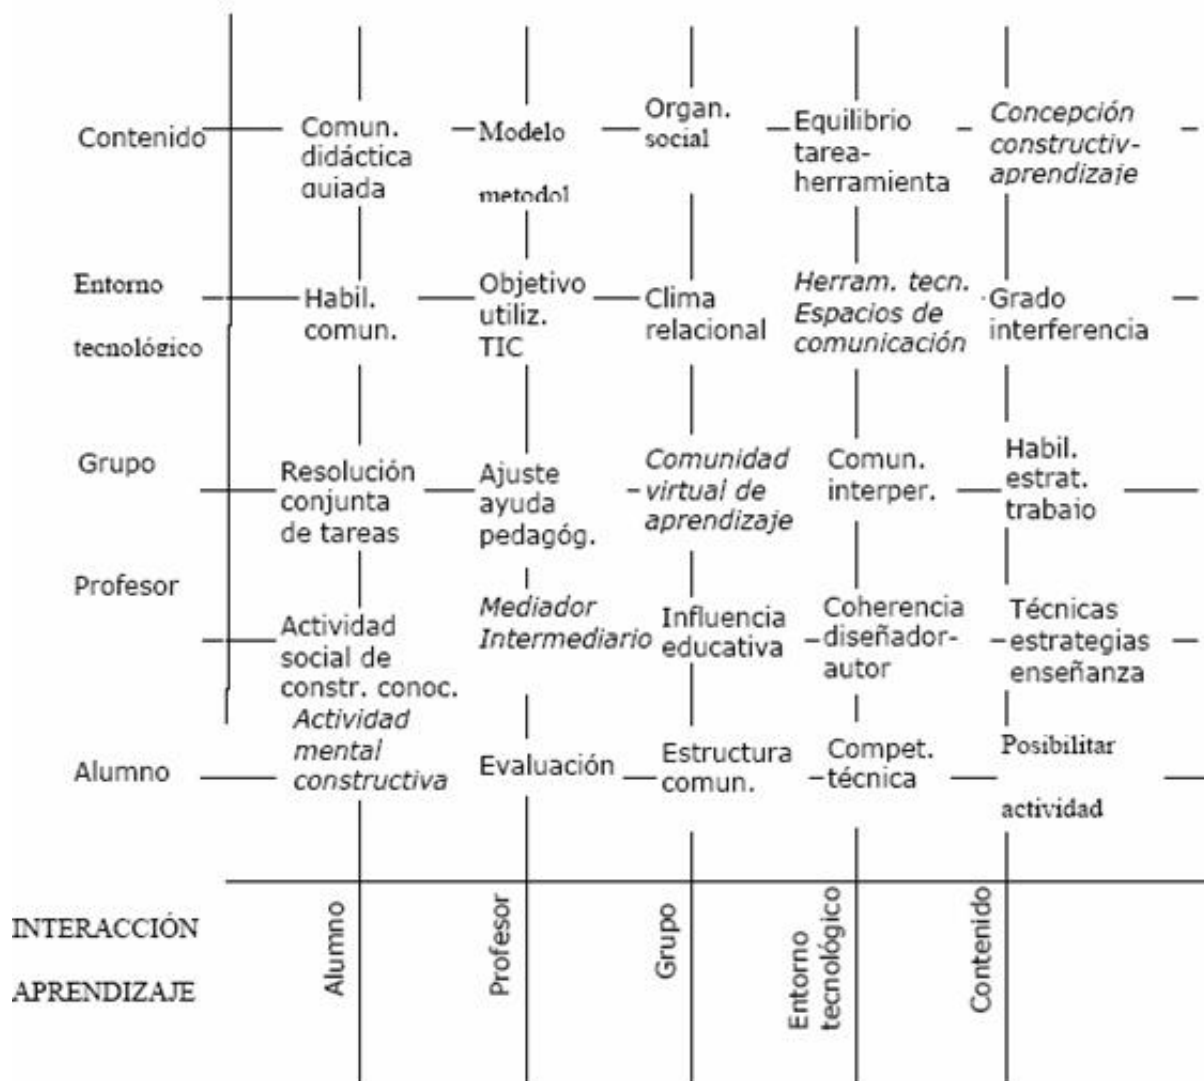 Contenido
Comun.
didáctica
guiada
Modelo
metodol
Organ.
social
Equilibrio
tarea-
herramienta
Concepción
constructiv-
aprendizaje
Entorno
tecnológico
Habil.
comun.
Objetivo
utiliz.
TIC
Clima
relacional
Herram. tecn.
Espacios de
comunicación
Grado
interferencia
Grupo
Resolución
conjunta
de tareas
Ajuste
ayuda
pedagóg.
Comunidad
virtual de
aprendizaje
Comun.
interper.
Habil.
estrat.
trabajo
Profesor
Actividad
social de
constr. conoc.
Mediador
Intermediario
Influencia
educativa
Coherencia
diseñador-
autor
Técnicas
estrategias
enseñanza
Alumno
Actividad
mental
constructiva
Evaluación
Estructura
comun.
Compet.
técnica
Posibilitar
actividad
INTERACCIÓN
APRENDIZAJE
Alumno
Profesor
Grupo
Entorno
tecnológico
Contenido